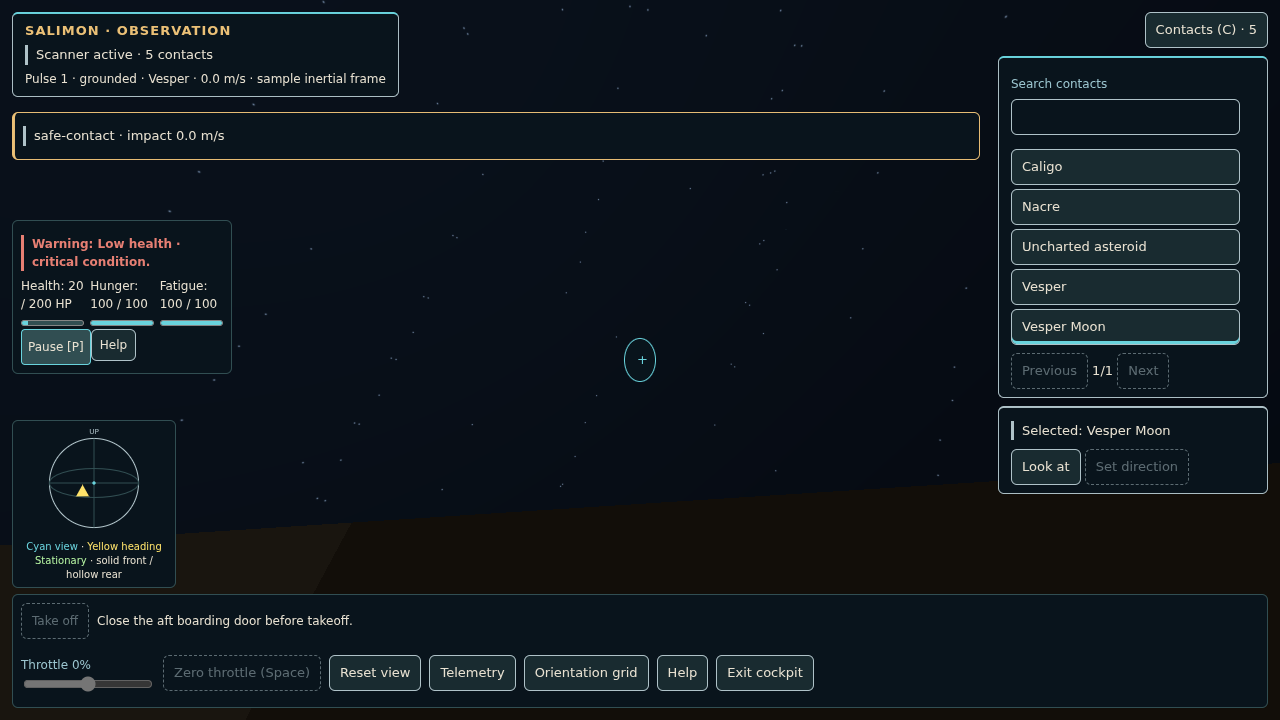 SALIMON · OBSERVATION
Scanner active · 5 contacts
Pulse 1 · grounded · Vesper · 0.0 m/s · sample inertial frame
safe-contact · impact 0.0 m/s
Warning: Low health ·
critical condition.
Health: 20 / 200 HP
Hunger: 100 / 100
Fatigue: 100 / 100
Pause [P]
Help
UP
Cyan view · Yellow heading
Stationary · solid front /
hollow rear
+
Contacts (C) · 5
Search contacts
Caligo
Nacre
Uncharted asteroid
Vesper
Vesper Moon
Previous 1/1 Next
Selected: Vesper Moon
Look at Set direction
Take off Close the aft boarding door before takeoff.
Throttle 0%
Zero throttle (Space) Reset view Telemetry Orientation grid Help Exit cockpit